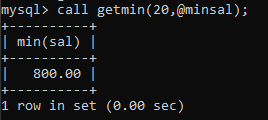 mysql> call getmin(20,@minsal);
+----------+
| min(sal) |
+----------+
|   800.00 |
+----------+
1 row in set (0.00 sec)